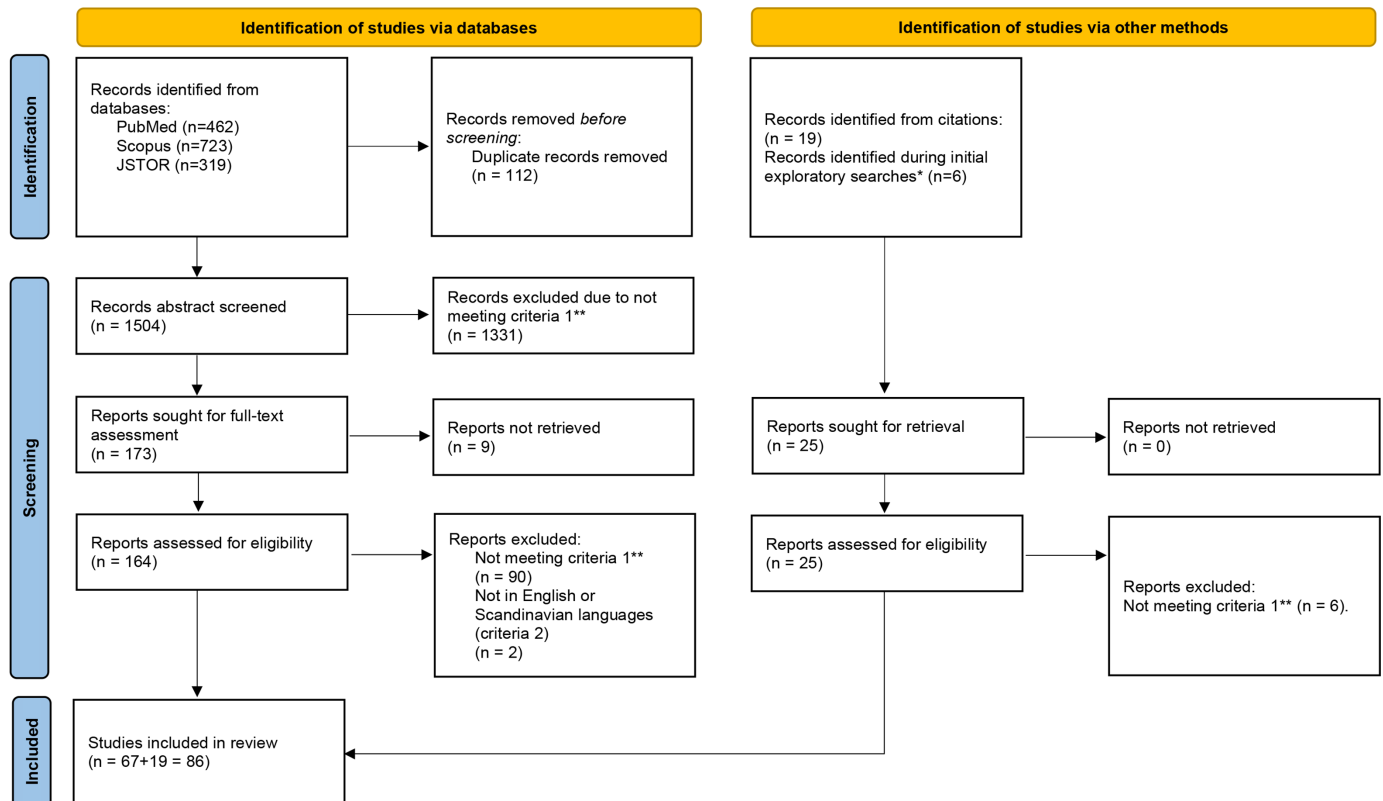 Identification of studies via databases
Identification of studies via other methods
Identification
Records identified from
databases:
PubMed (n=462)
Scopus (n=723)
JSTOR (n=319)
Records removed before
screening:
Duplicate records removed
(n = 112)
Records identified from citations:
(n = 19)
Records identified during initial
exploratory searches* (n=6)
Screening
Records abstract screened
(n = 1504)
Records excluded due to not
meeting criteria 1**
(n = 1331)
Reports sought for full-text
assessment
(n = 173)
Reports not retrieved
(n = 9)
Reports sought for retrieval
(n = 25)
Reports not retrieved
(n = 0)
Reports assessed for eligibility
(n = 164)
Reports excluded:
Not meeting criteria 1**
(n = 90)
Not in English or
Scandinavian languages
(criteria 2)
(n = 2)
Reports assessed for eligibility
(n = 25)
Reports excluded:
Not meeting criteria 1** (n = 6).
Included
Studies included in review
(n = 67+19 = 86)